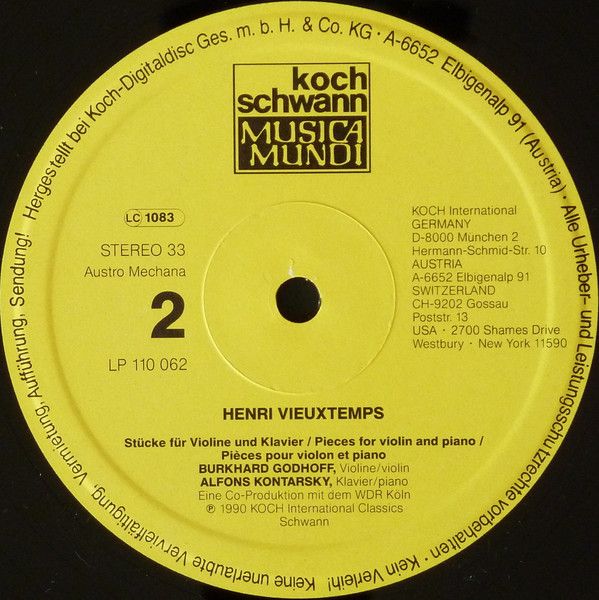 Hergestellt bei Koch-Digitaldisc Ges. m. b. H. & Co. KG · A-6652 Elbigenalp 91 (Austria) · Alle Urheber- und Leistungsschutzrechte vorbehalten · Kein Verleih! Keine unerlaubte Vervielfältigung, Vermietung, Aufführung, Sendung!
koch
schwann
MUSICA
MUNDI
LC 1083
STEREO 33
Austro Mechana
2
LP 110 062
KOCH International
GERMANY
D-8000 München 2
Hermann-Schmid-Str. 10
AUSTRIA
A-6652 Elbigenalp 91
SWITZERLAND
CH-9202 Gossau
Poststr. 13
USA · 2700 Shames Drive
Westbury · New York 11590
HENRI VIEUXTEMPS
Stücke für Violine und Klavier / Pieces for violin and piano /
Pièces pour violon et piano
BURKHARD GODHOFF, Violine/violin
ALFONS KONTARSKY, Klavier/piano
Eine Co-Produktion mit dem WDR Köln
℗ 1990 KOCH International Classics
Schwann